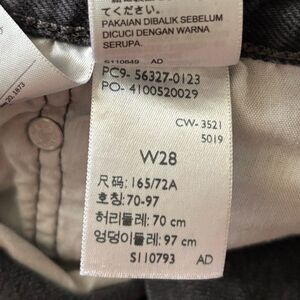 てください。
PAKAIAN DIBALIK SEBELUM
DICUCI DENGAN WARNA
SERUPA.
S110649 AD
PC9- 56327-0123
PO- 4100520029
CW- 3521
5019
W28
尺码: 165/72A
호칭: 70-97
허리둘레: 70 cm
엉덩이둘레: 97 cm
S110793 AD
20,1873